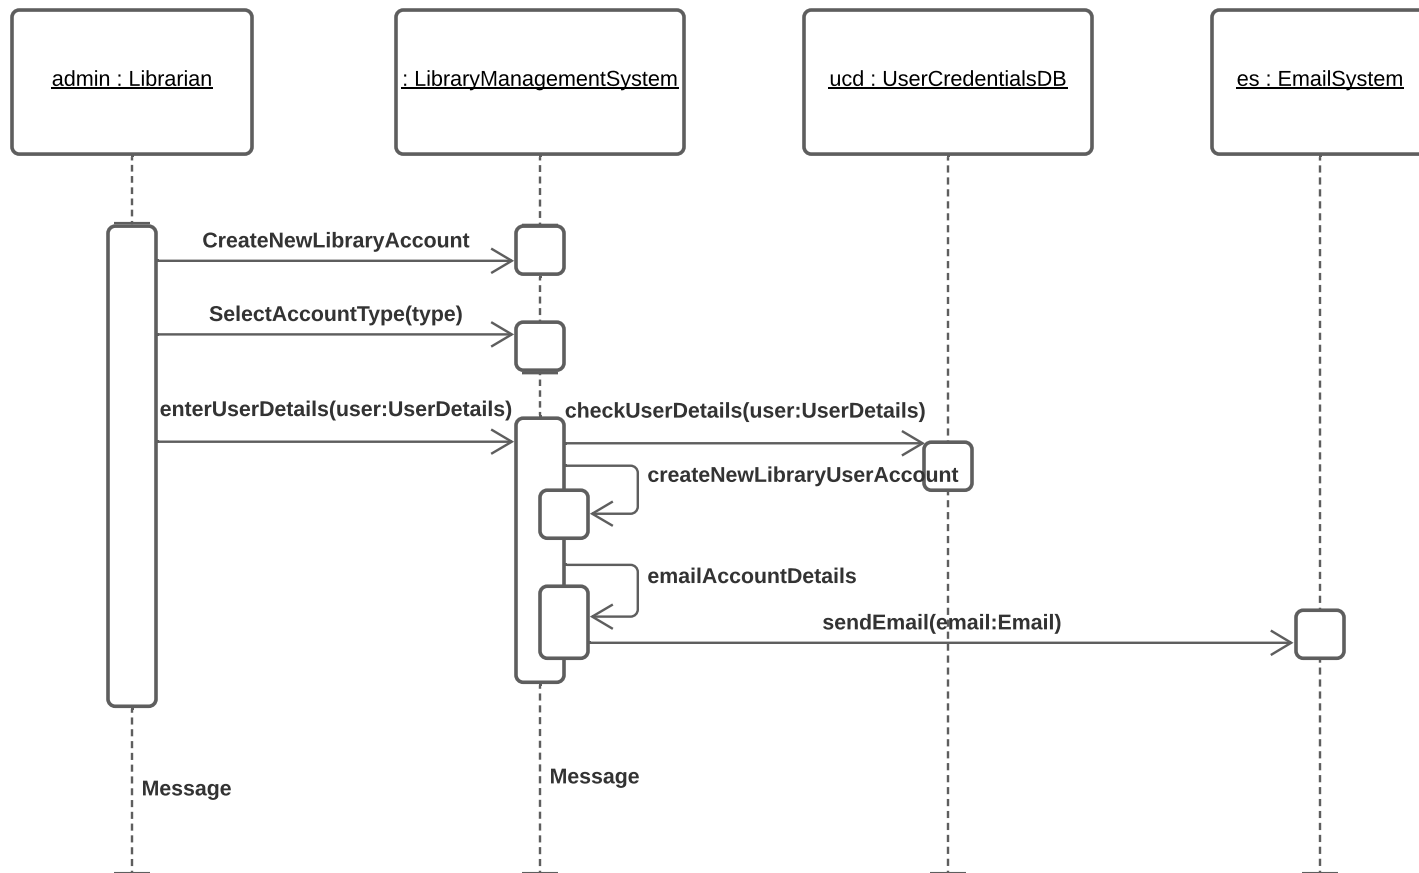 admin : Librarian
: LibraryManagementSystem
ucd : UserCredentialsDB
es : EmailSystem
CreateNewLibraryAccount
SelectAccountType(type)
enterUserDetails(user:UserDetails)
checkUserDetails(user:UserDetails)
createNewLibraryUserAccount
emailAccountDetails
sendEmail(email:Email)
Message
Message